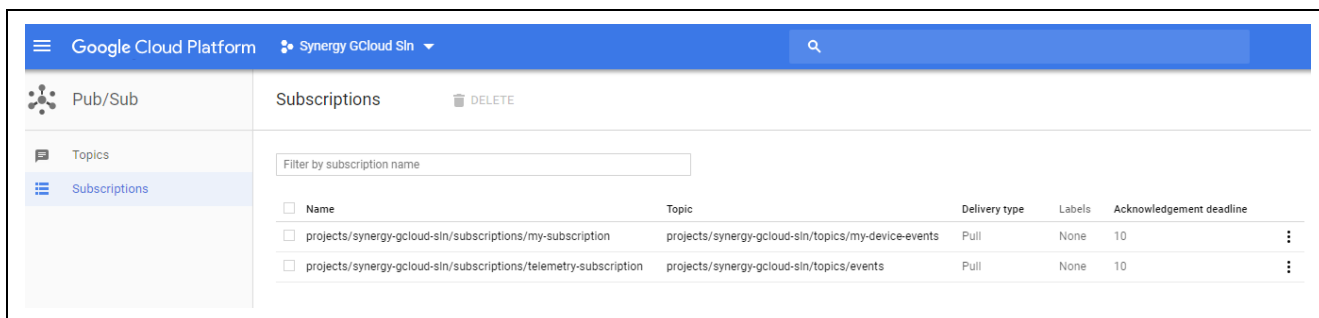 Google Cloud Platform Synergy GCloud Sln
Pub/Sub Subscriptions DELETE
Topics
Subscriptions
Filter by subscription name
Name Topic Delivery type Labels Acknowledgement deadline
projects/synergy-gcloud-sln/subscriptions/my-subscription projects/synergy-gcloud-sln/topics/my-device-events Pull None 10
projects/synergy-gcloud-sln/subscriptions/telemetry-subscription projects/synergy-gcloud-sln/topics/events Pull None 10